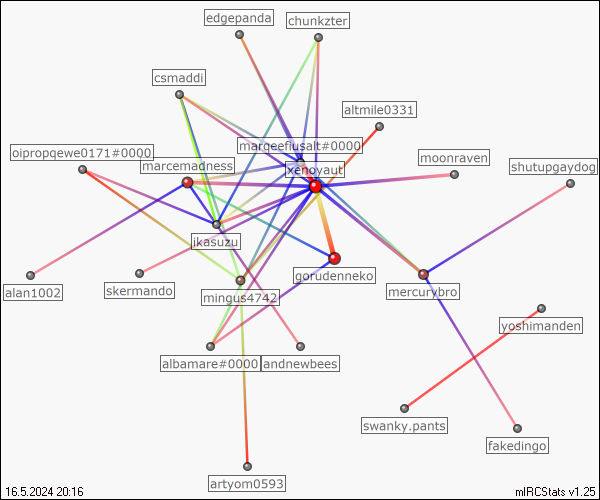 edgepanda
chunkzter
csmaddi
altmile0331
marqeefiusalt#0000
oipropqewe0171#0000
moonraven
marcemadness
xenoyaut
shutupgaydog
ikasuzu
gorudenneko
alan1002
skermando
mingus4742
mercurybro
yoshimanden
albamare#0000
andnewbees
swanky.pants
fakedingo
artyom0593
16.5.2024 20:16
mIRCStats v1.25